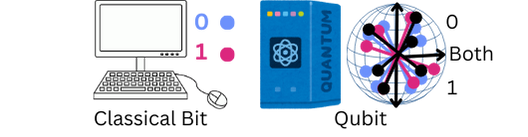 0
1
Classical Bit
QUANTUM
0
Both
1
Qubit